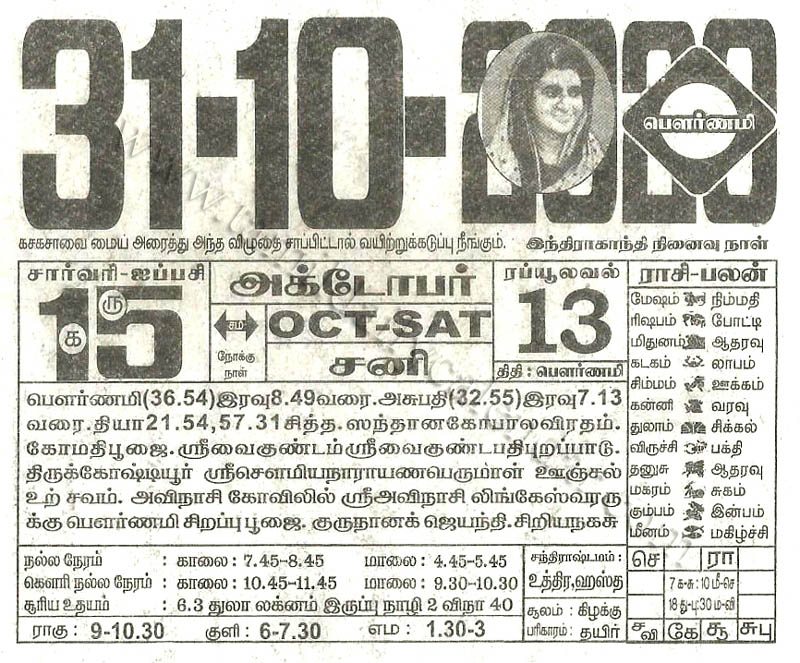 31-10-2020
பௌர்ணமி
கசகசாவை மைய் அரைத்து அந்த விழுதை சாப்பிட்டால் வயிற்றுக்கடுப்பு நீங்கும். இந்திராகாந்தி நினைவு நாள்
சார்வரி-ஐப்பசி
15
க ரு
அக்டோபர்
சம
நோக்கு
நாள்
OCT-SAT
சனி
ரப்யூலவல்
13
திதி : பௌர்ணமி
ராசி-பலன்
மேஷம் நிம்மதி
ரிஷபம் போட்டி
மிதுனம் ஆதரவு
கடகம் லாபம்
சிம்மம் ஊக்கம்
கன்னி வரவு
துலாம் சிக்கல்
விருச்சி பக்தி
தனுசு ஆதரவு
மகரம் சுகம்
கும்பம் இன்பம்
மீனம் மகிழ்ச்சி
பௌர்ணமி(36.54)இரவு8.49வரை.அசுபதி(32.55)இரவு7.13
வரை.தியா21.54,57.31சித்த.ஸந்தானகோபாலவிரதம்.
கோமதிபூஜை. ஸ்ரீவைகுண்டம்ஸ்ரீவைகுண்டபதிபுறப்பாடு.
திருக்கோஷ்டியூர் ஸ்ரீசௌமியநாராயணபெருமாள் ஊஞ்சல்
உற் சவம். அவிநாசி கோவிலில் ஸ்ரீஅவிநாசி லிங்கேஸ்வரரு
க்கு பௌர்ணமி சிறப்பு பூஜை. குருநானக் ஜெயந்தி. சிறியநகசு
நல்ல நேரம் : காலை: 7.45-8.45 மாலை: 4.45-5.45
கௌரி நல்ல நேரம் : காலை: 10.45-11.45 மாலை: 9.30-10.30
சூரிய உதயம் : 6.3 துலா லக்னம் இருப்பு நாழி 2 விநா 40
ராகு : 9-10.30 குளி : 6-7.30 எம : 1.30-3
சந்திராஷ்டமம் :
உத்திர,ஹஸ்த
சூலம் : கிழக்கு
பரிகாரம் : தயிர்
செ ரா
7 க-சு : 10 மீ-செ
18 து-பு: 30 ம-வி
ச வி கே சூ சுபு